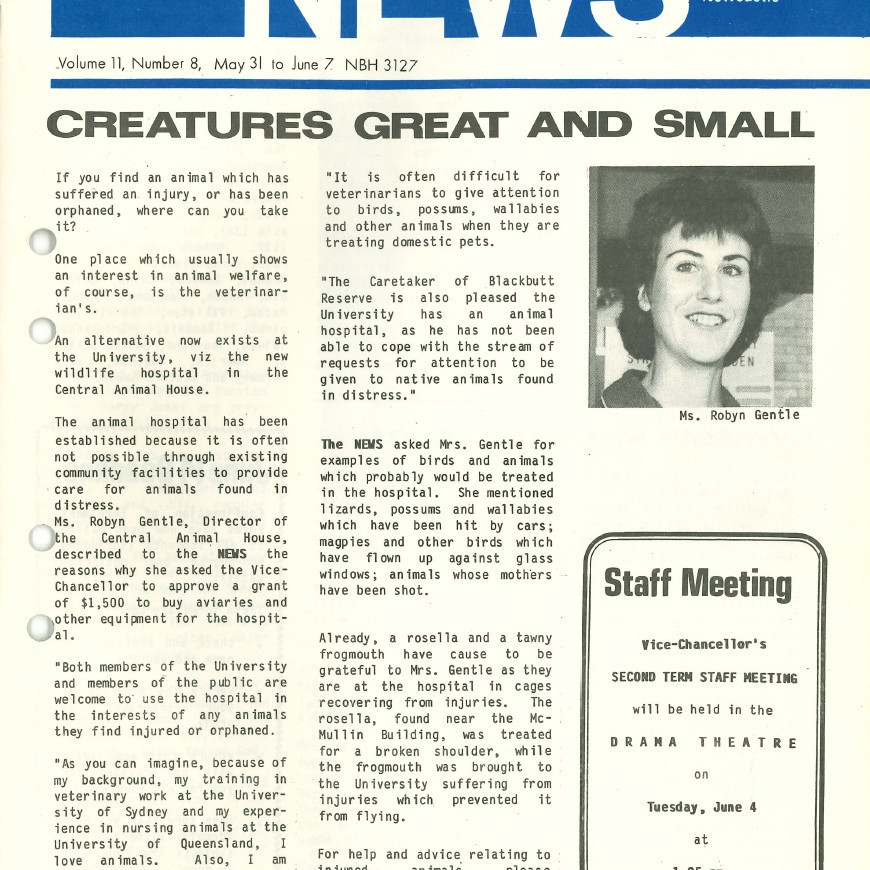 NEWS
Volume 11, Number 8, May 31 to June 7 NBH 3127
CREATURES GREAT AND SMALL
If you find an animal which has
suffered an injury, or has been
orphaned, where can you take
it?
One place which usually shows
an interest in animal welfare,
of course, is the veterinar-
ian's.
An alternative now exists at
the University, viz the new
wildlife hospital in the
Central Animal House.
The animal hospital has been
established because it is often
not possible through existing
community facilities to provide
care for animals found in
distress.
Ms. Robyn Gentle, Director of
the Central Animal House,
described to the NEWS the
reasons why she asked the Vice-
Chancellor to approve a grant
of $1,500 to buy aviaries and
other equipment for the hospit-
al.
"Both members of the University
and members of the public are
welcome to use the hospital in
the interests of any animals
they find injured or orphaned.
"As you can imagine, because of
my background, my training in
veterinary work at the Univer-
sity of Sydney and my exper-
ience in nursing animals at the
University of Queensland, I
love animals. Also, I am
"It is often difficult for
veterinarians to give attention
to birds, possums, wallabies
and other animals when they are
treating domestic pets.
"The Caretaker of Blackbutt
Reserve is also pleased the
University has an animal
hospital, as he has not been
able to cope with the stream of
requests for attention to be
given to native animals found
in distress."
The NEWS asked Mrs. Gentle for
examples of birds and animals
which probably would be treated
in the hospital. She mentioned
lizards, possums and wallabies
which have been hit by cars;
magpies and other birds which
have flown up against glass
windows; animals whose mothers
have been shot.
Already, a rosella and a tawny
frogmouth have cause to be
grateful to Mrs. Gentle as they
are at the hospital in cages
recovering from injuries. The
rosella, found near the Mc-
Mullin Building, was treated
for a broken shoulder, while
the frogmouth was brought to
the University suffering from
injuries which prevented it
from flying.
For help and advice relating to
injured animals please
Ms. Robyn Gentle
Staff Meeting
Vice-Chancellor's
SECOND TERM STAFF MEETING
will be held in the
DRAMA THEATRE
on
Tuesday, June 4
at